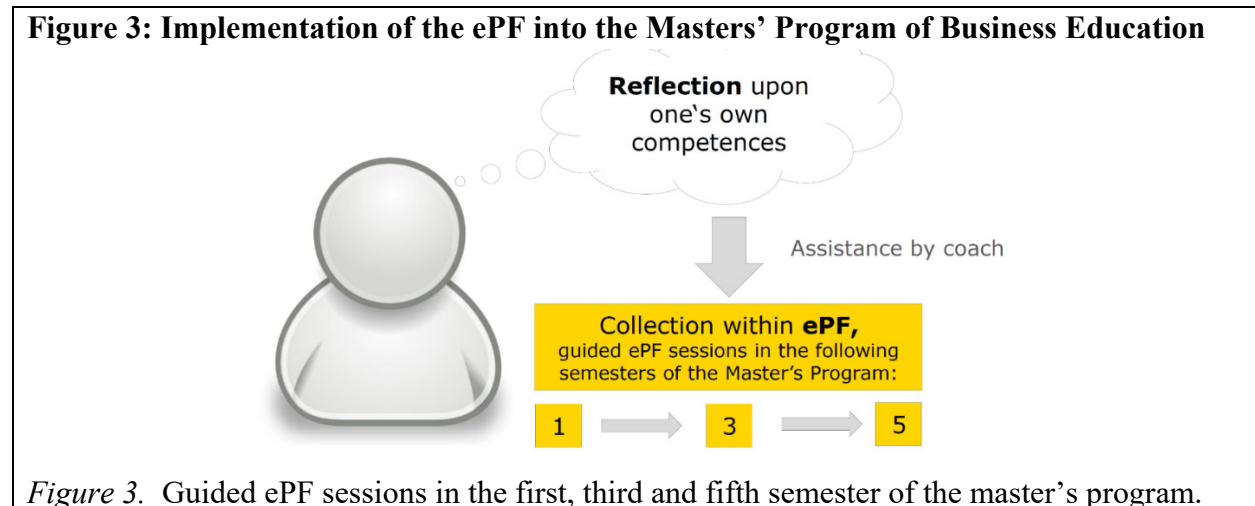 Figure 3: Implementation of the ePF into the Masters’ Program of Business Education
Reflection upon
one‘s own
competences
Assistance by coach
Collection within ePF,
guided ePF sessions in the following
semesters of the Master’s Program:
1
3
5
Figure 3. Guided ePF sessions in the first, third and fifth semester of the master’s program.